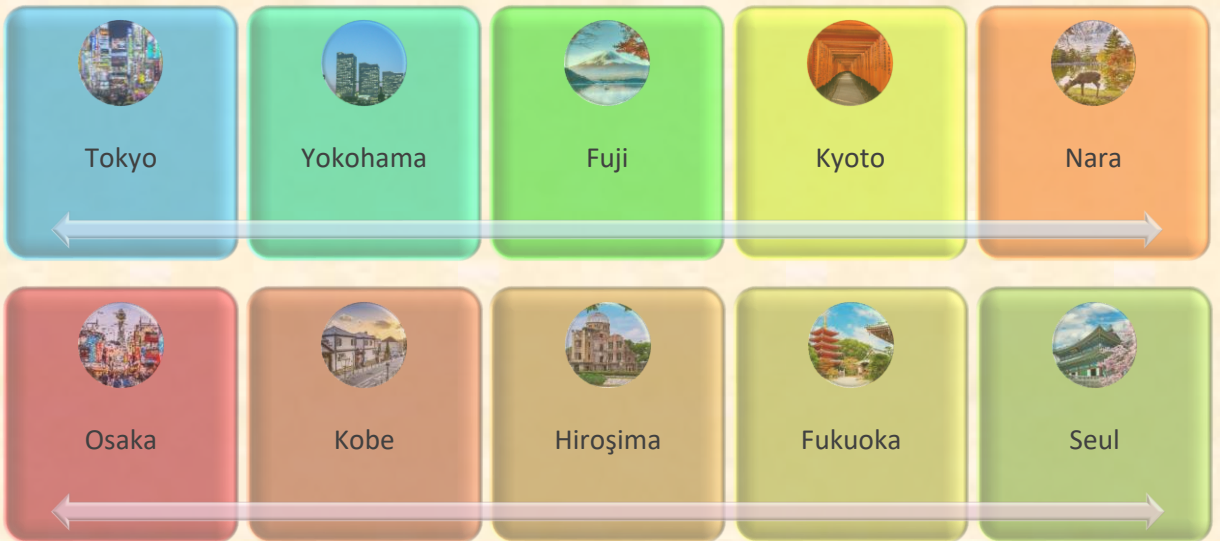 Tokyo
Yokohama
Fuji
Kyoto
Nara
Osaka
Kobe
Hiroşima
Fukuoka
Seul